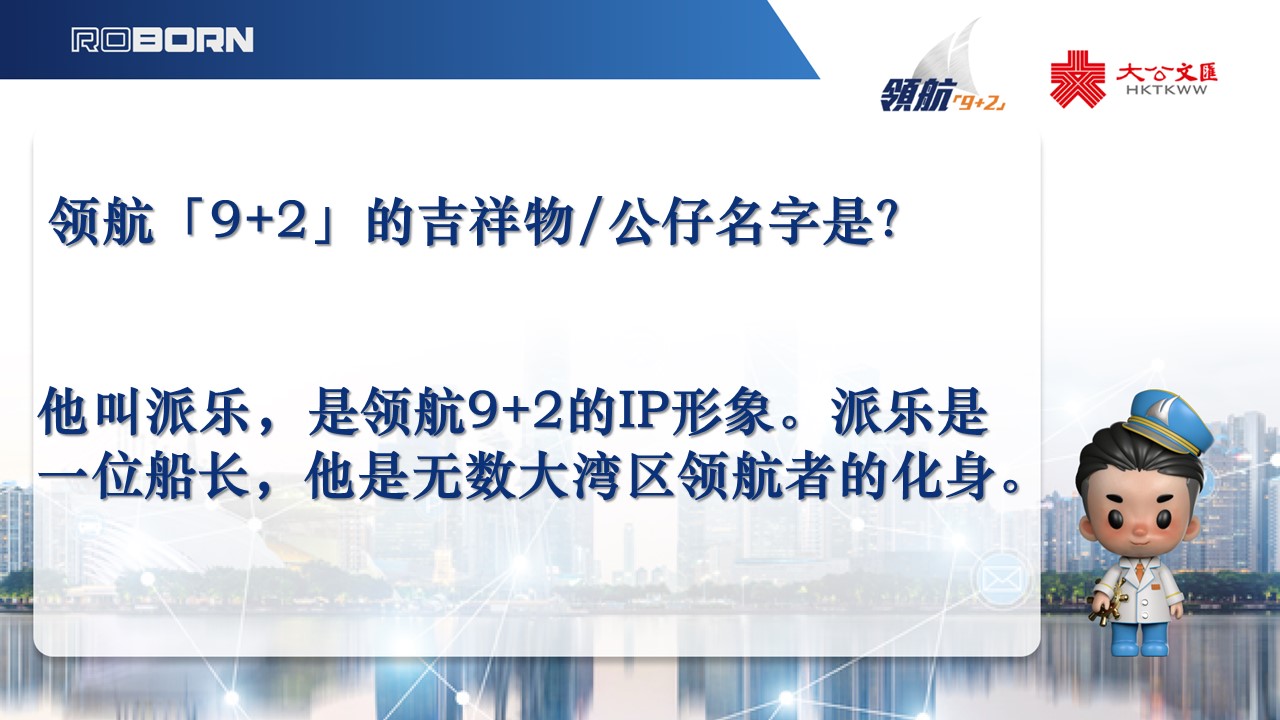 ROBORN
領航「9+2」
大公文匯
HKTKWW
领航「9+2」的吉祥物/公仔名字是?
他叫派乐，是领航9+2的IP形象。派乐是
一位船长，他是无数大湾区领航者的化身。